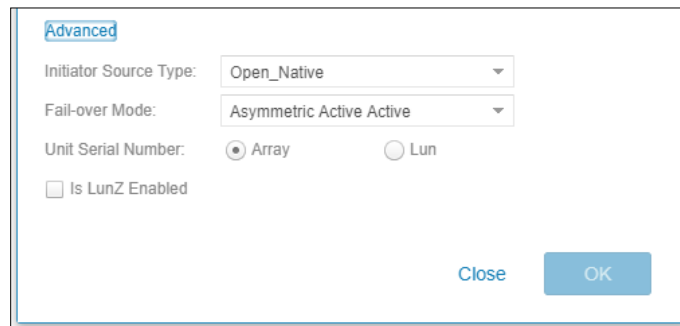 Advanced
Initiator Source Type: Open_Native
Fail-over Mode: Asymmetric Active Active
Unit Serial Number: Array Lun
Is LunZ Enabled
Close OK